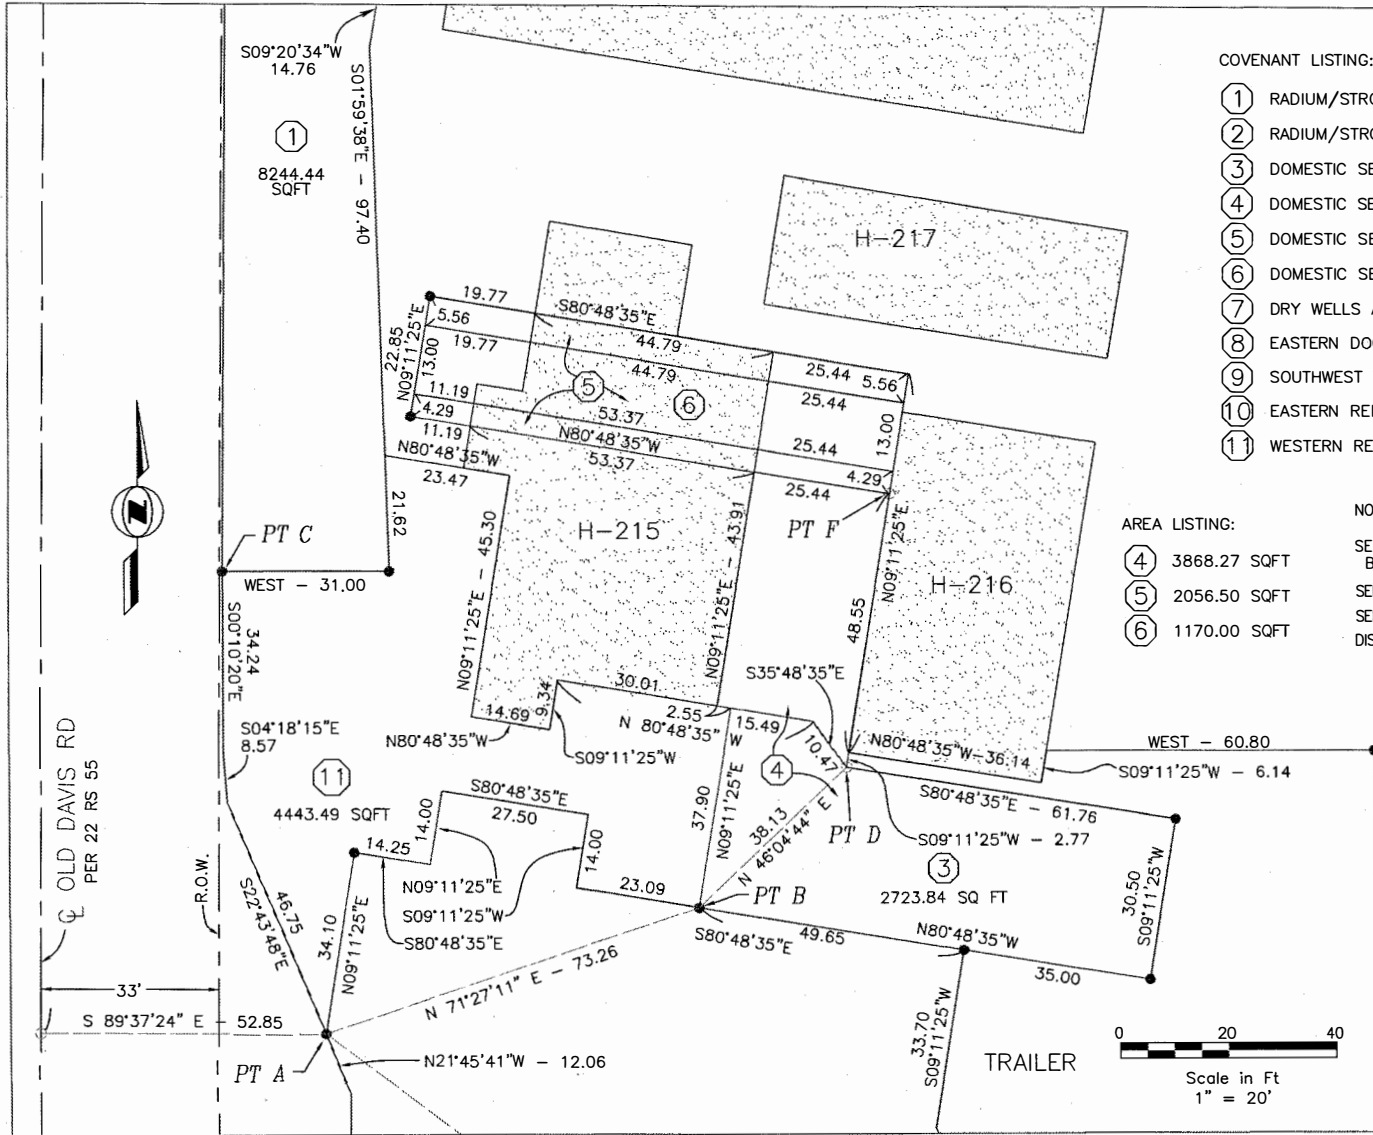 S09°20'34"W
14.76
S01°59'38"E - 97.40
1
8244.44
SQFT
COVENANT LISTING:
1 RADIUM/STRO
2 RADIUM/STRO
3 DOMESTIC SE
4 DOMESTIC SE
5 DOMESTIC SE
6 DOMESTIC SE
7 DRY WELLS A
8 EASTERN DO
9 SOUTHWEST
10 EASTERN RE
11 WESTERN RE
H-217
19.77
S80°48'35"E
5.56
44.79
19.77
44.79
25.44
5.56
25.44
22.85
N09°11'25"E
13.00
5
6
11.19
53.37
4.29
11.19
N80°48'35"W
53.37
25.44
13.00
4.29
25.44
N80°48'35"W
23.47
21.62
PT C
WEST - 31.00
H-215
PT F
H-216
N09°11'25"E - 45.30
N09°11'25"E - 43.91
N09°11'25"E
48.55
AREA LISTING:
4 3868.27 SQFT
5 2056.50 SQFT
6 1170.00 SQFT
NO
SE
B
SE
SE
DIS
34.24
S00°10'20"E
S04°18'15"E
8.57
S35°48'35"E
30.01
9.34
14.69
2.55
N 80°48'35" W
15.49
N80°48'35"W
S09°11'25"W
10.47
4
N80°48'35"W-36.14
WEST - 60.80
S09°11'25"W - 6.14
S80°48'35"E - 61.76
11
4443.49 SQFT
S80°48'35"E
27.50
14.00
14.25
14.00
37.90
N09°11'25"E
38.13
N 46°04'44" E
PT D
S09°11'25"W - 2.77
3
2723.84 SQ FT
30.50
S09°11'25"W
N09°11'25"E
S09°11'25"W
S80°48'35"E
23.09
PT B
S80°48'35"E
49.65
N80°48'35"W
35.00
CL OLD DAVIS RD
PER 22 RS 55
R.O.W.
46.75
S22°43'48"E
34.10
N09°11'25"E
N 71°27'11" E - 73.26
33'
S 89°37'24" E - 52.85
PT A
N21°45'41"W - 12.06
33.70
S09°11'25"W
TRAILER
0 20 40
Scale in Ft
1" = 20'